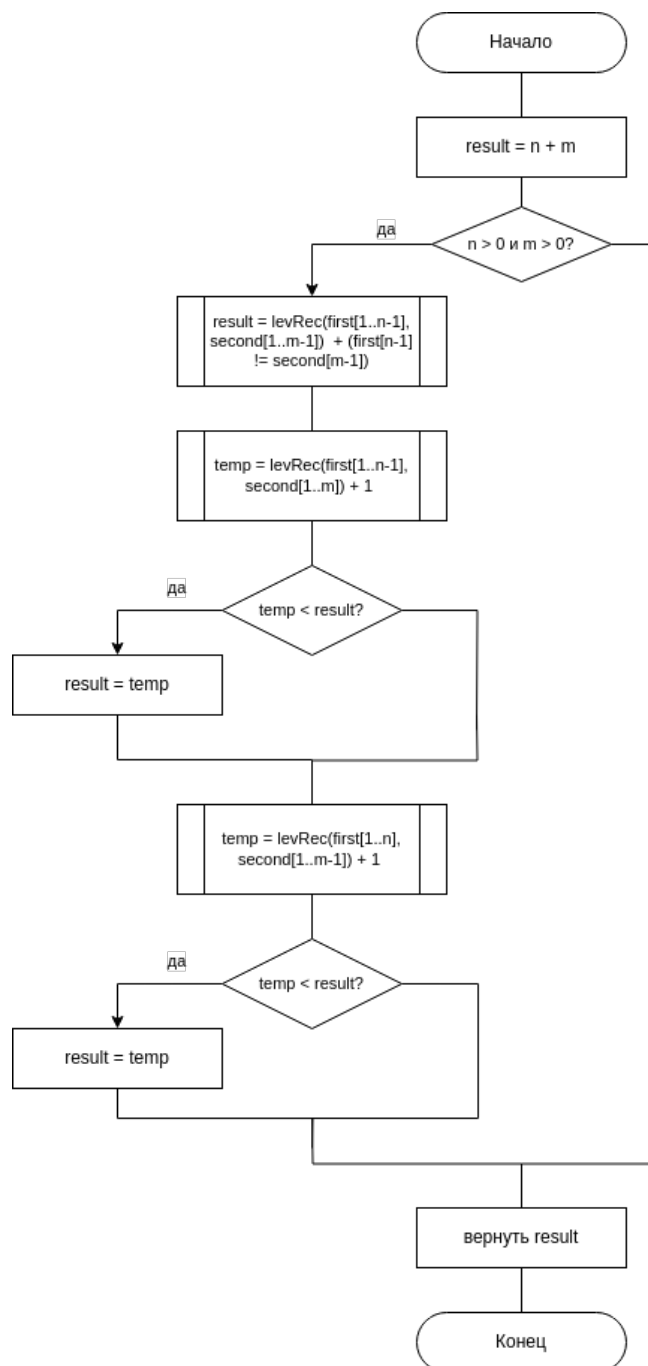 Начало
result = n + m
да
n > 0 и m > 0?
result = levRec(first[1..n-1],
second[1..m-1])  + (first[n-1]
!= second[m-1])
temp = levRec(first[1..n-1],
second[1..m]) + 1
да
temp < result?
result = temp
temp = levRec(first[1..n],
second[1..m-1]) + 1
да
temp < result?
result = temp
вернуть result
Конец